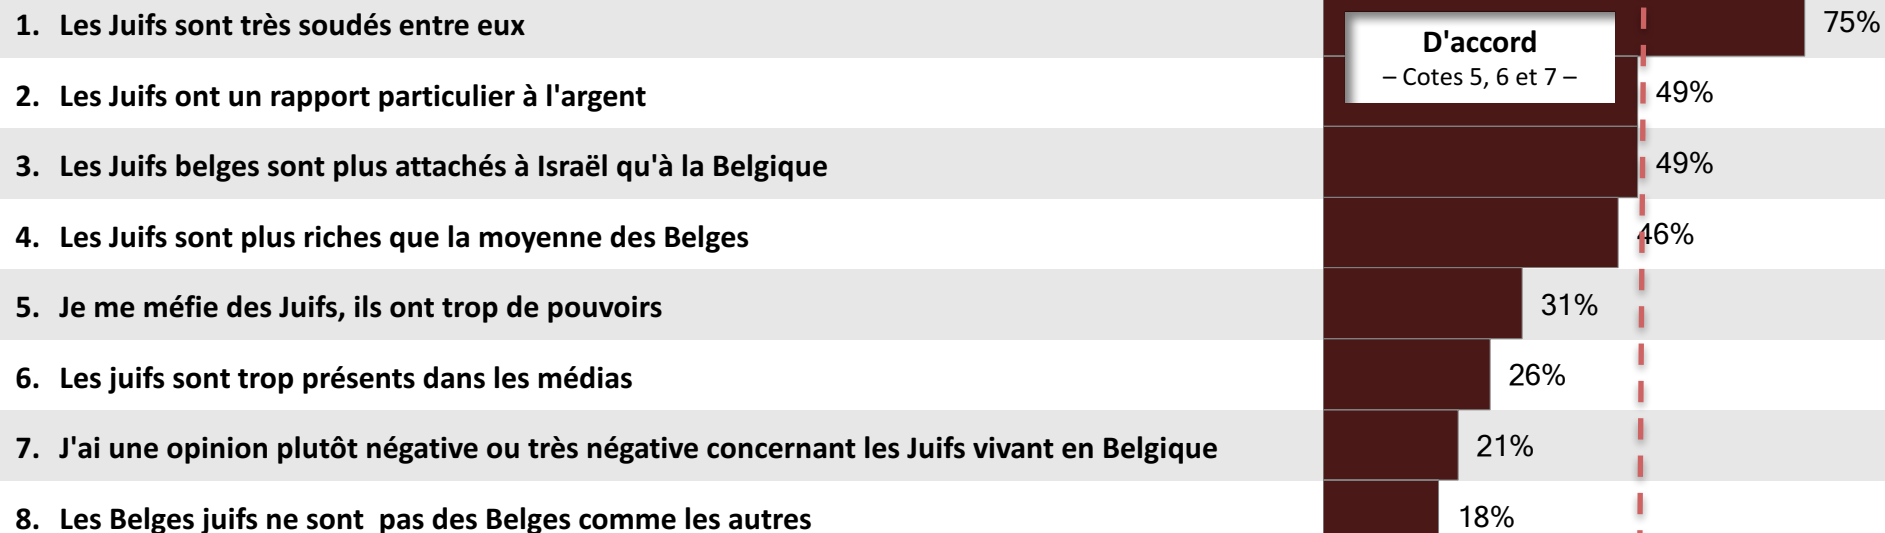 1. Les Juifs sont très soudés entre eux 75%
D'accord
– Cotes 5, 6 et 7 –
2. Les Juifs ont un rapport particulier à l'argent 49%
3. Les Juifs belges sont plus attachés à Israël qu'à la Belgique 49%
4. Les Juifs sont plus riches que la moyenne des Belges 46%
5. Je me méfie des Juifs, ils ont trop de pouvoirs 31%
6. Les juifs sont trop présents dans les médias 26%
7. J'ai une opinion plutôt négative ou très négative concernant les Juifs vivant en Belgique 21%
8. Les Belges juifs ne sont  pas des Belges comme les autres 18%